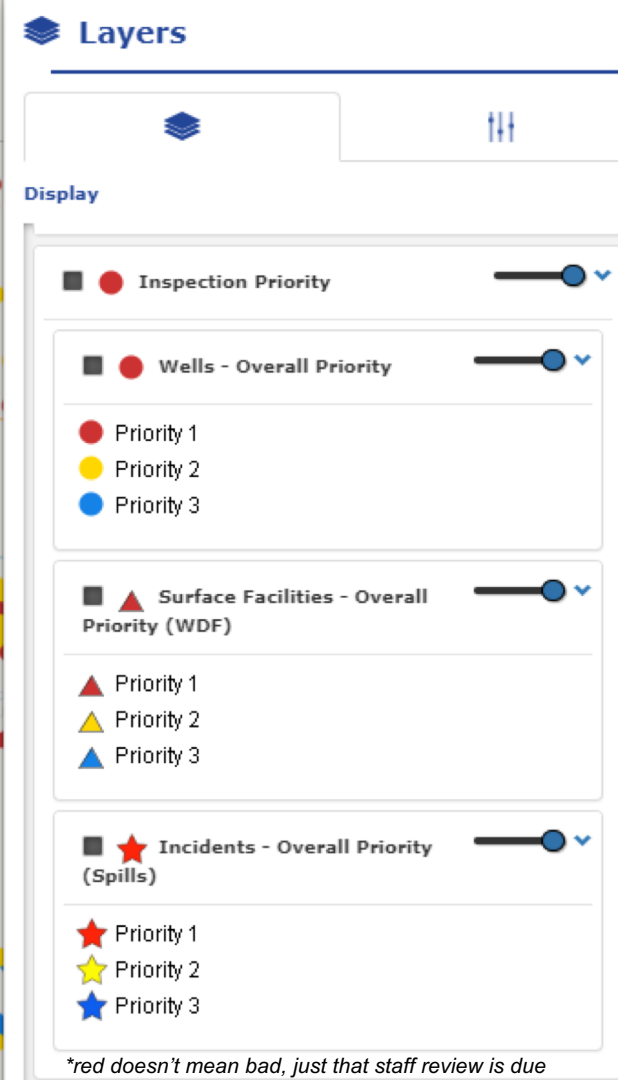 Layers
Display
Inspection Priority
Wells - Overall Priority
Priority 1
Priority 2
Priority 3
Surface Facilities - Overall
Priority (WDF)
Priority 1
Priority 2
Priority 3
Incidents - Overall Priority
(Spills)
Priority 1
Priority 2
Priority 3
*red doesn’t mean bad, just that staff review is due